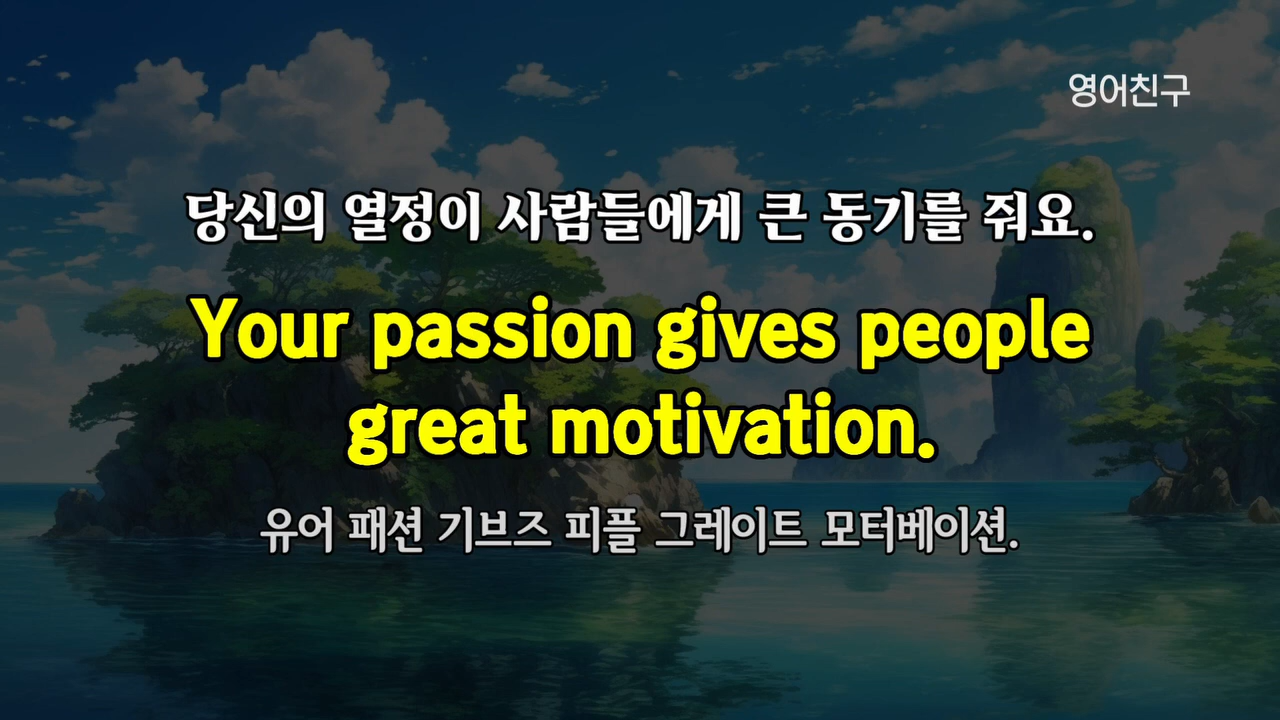 영어친구
당신의 열정이 사람들에게 큰 동기를 줘요.
Your passion gives people
great motivation.
유어 패션 기브즈 피플 그레이트 모터베이션.